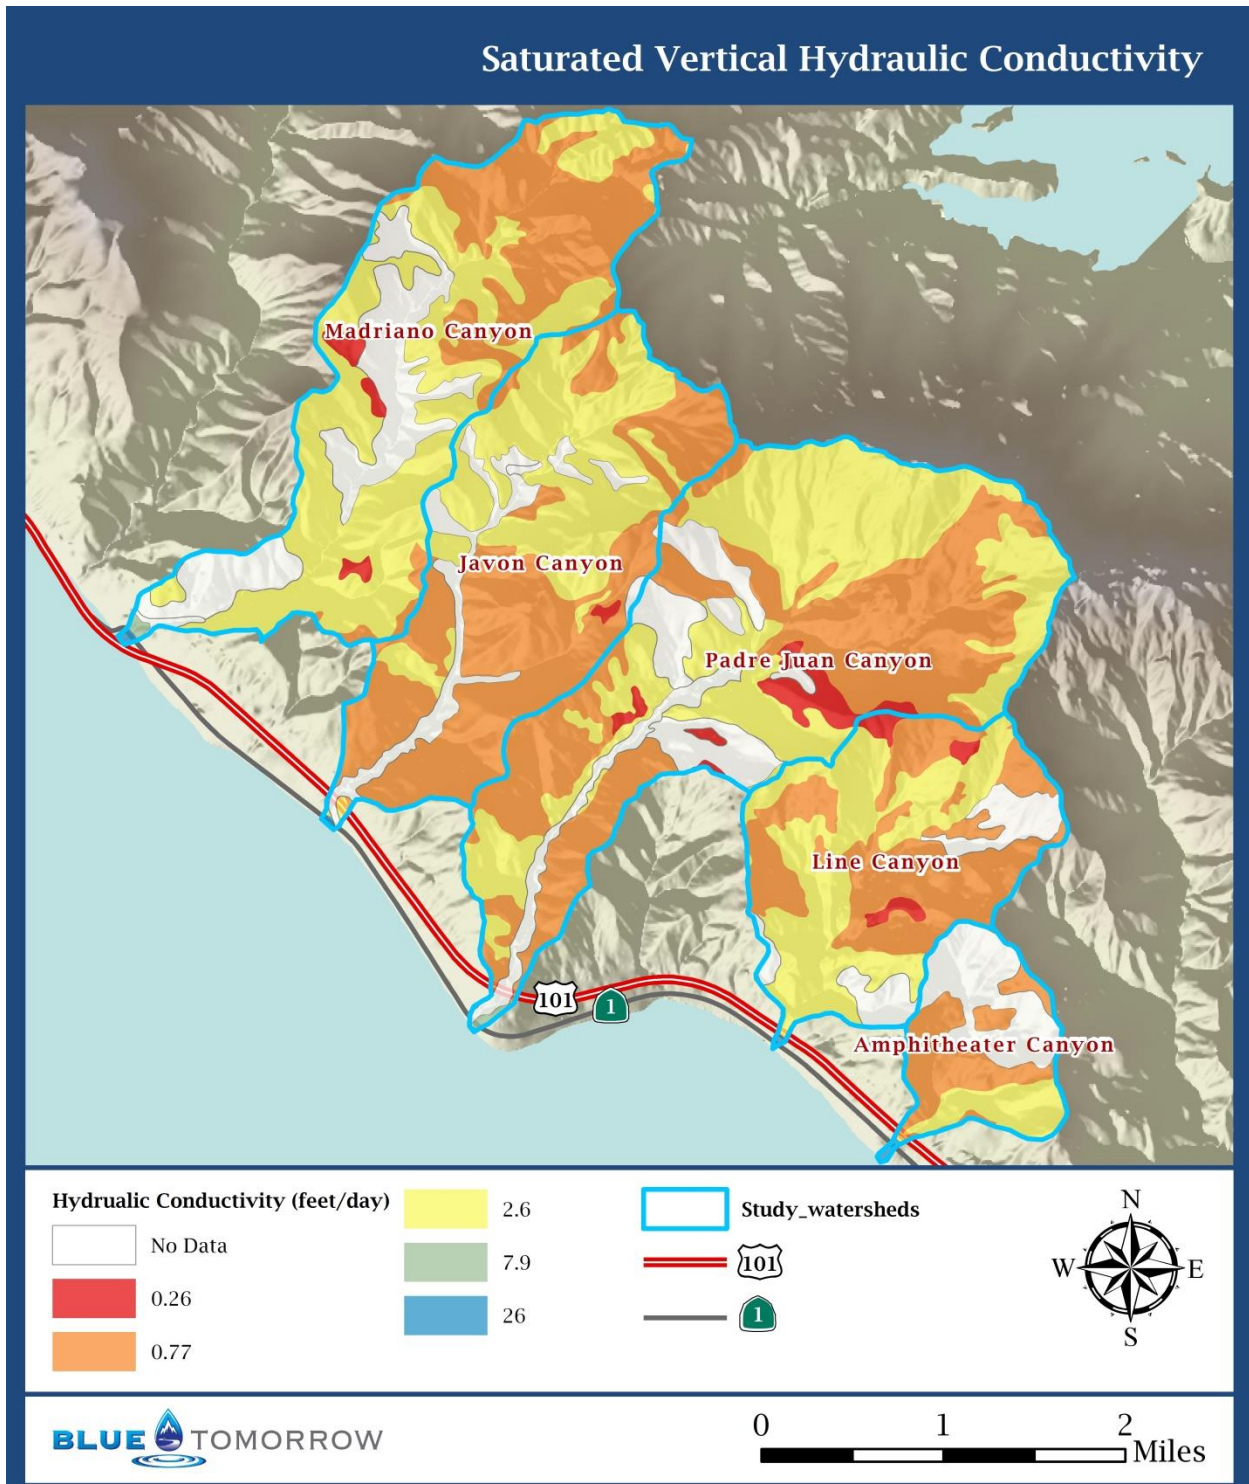 Saturated Vertical Hydraulic Conductivity
Madriano Canyon
Javon Canyon
Padre Juan Canyon
Line Canyon
101
1
Amphitheater Canyon
Hydrualic Conductivity (feet/day)
No Data
0.26
0.77
2.6
7.9
26
Study_watersheds
101
1
N
W
E
S
BLUE TOMORROW
0 1 2
Miles